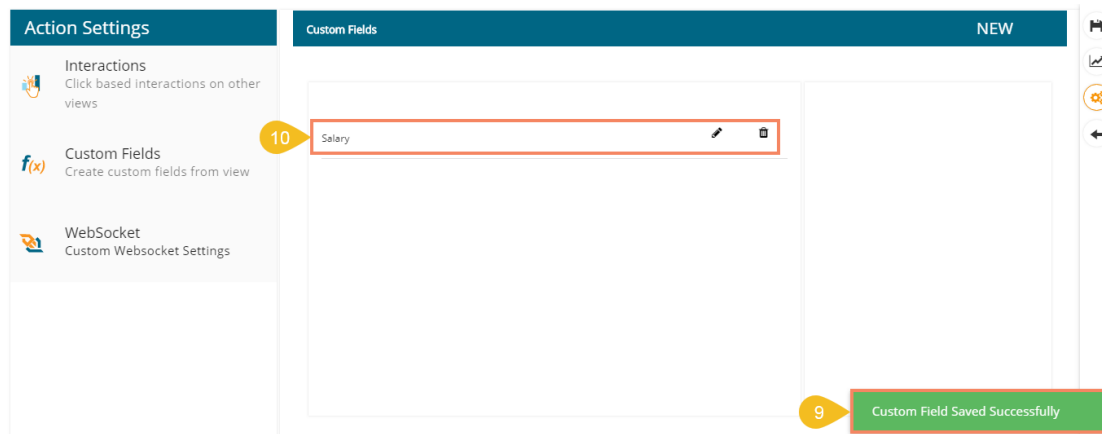 Action Settings
Custom Fields
NEW
Interactions
Click based interactions on other
views
10
Salary
f(x)
Custom Fields
Create custom fields from view
WebSocket
Custom Websocket Settings
9
Custom Field Saved Successfully